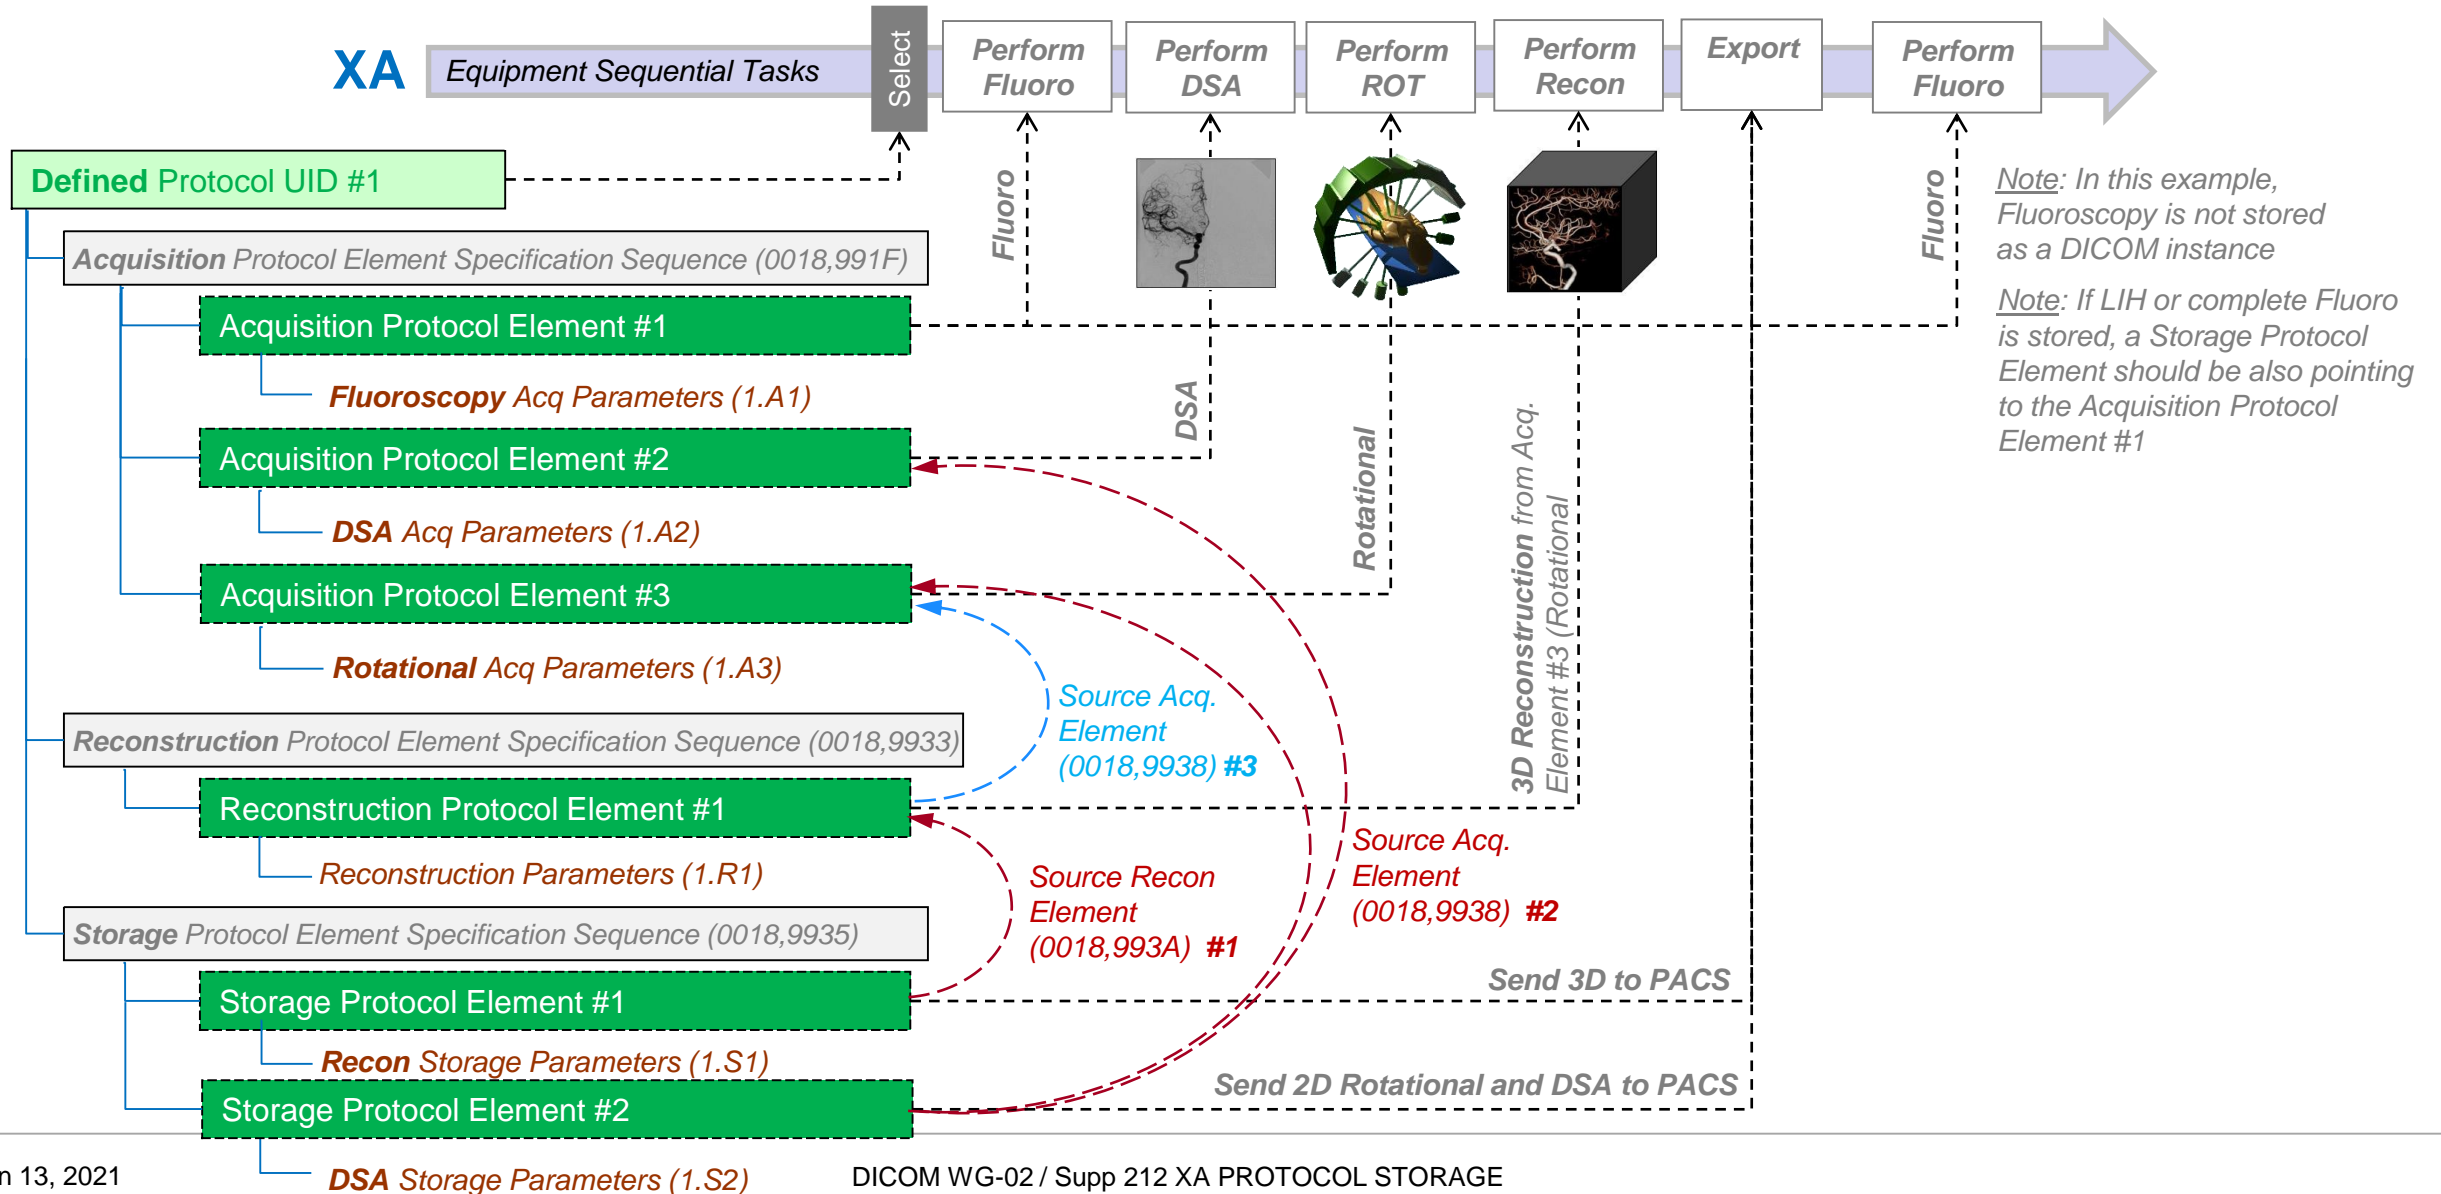 XA
Equipment Sequential Tasks
Select
Perform
Fluoro
Perform
DSA
Perform
ROT
Perform
Recon
Export
Perform
Fluoro
Defined Protocol UID #1
Acquisition Protocol Element Specification Sequence (0018,991F)
Acquisition Protocol Element #1
Fluoroscopy Acq Parameters (1.A1)
Acquisition Protocol Element #2
DSA Acq Parameters (1.A2)
Acquisition Protocol Element #3
Rotational Acq Parameters (1.A3)
Reconstruction Protocol Element Specification Sequence (0018,9933)
Reconstruction Protocol Element #1
Reconstruction Parameters (1.R1)
Storage Protocol Element Specification Sequence (0018,9935)
Storage Protocol Element #1
Recon Storage Parameters (1.S1)
Storage Protocol Element #2
DSA Storage Parameters (1.S2)
Fluoro
DSA
Rotational
3D Reconstruction from Acq.
Element #3 (Rotational
Fluoro
Source Acq.
Element
(0018,9938) #3
Source Recon
Element
(0018,993A) #1
Source Acq.
Element
(0018,9938) #2
Send 3D to PACS
Send 2D Rotational and DSA to PACS
Note: In this example,
Fluoroscopy is not stored
as a DICOM instance
Note: If LIH or complete Fluoro
is stored, a Storage Protocol
Element should be also pointing
to the Acquisition Protocol
Element #1
n 13, 2021
DICOM WG-02 / Supp 212 XA PROTOCOL STORAGE